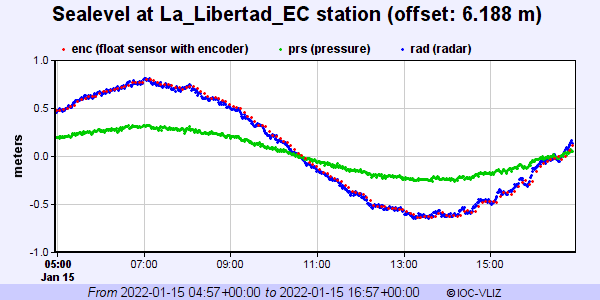 Sealevel at La_Libertad_EC station (offset: 6.188 m)
enc (float sensor with encoder) prs (pressure) rad (radar)
1.0
0.5
0.0
-0.5
-1.0
meters
05:00 07:00 09:00 11:00 13:00 15:00
Jan 15
From 2022-01-15 04:57+00:00 to 2022-01-15 16:57+00:00 © IOC-VLIZ